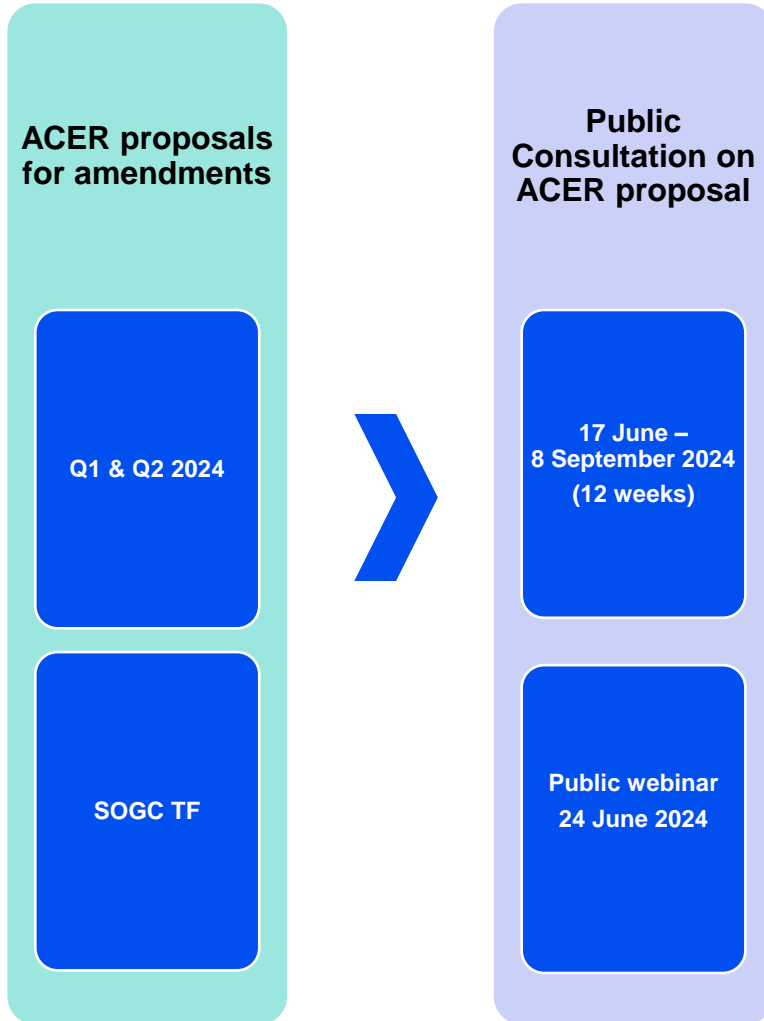 ACER proposals
for amendments
Q1 & Q2 2024
SOGC TF
Public
Consultation on
ACER proposal
17 June –
8 September 2024
(12 weeks)
Public webinar
24 June 2024